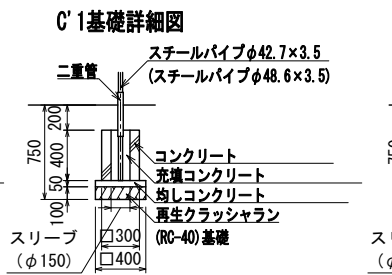 C'1基礎詳細図
スチールパイプφ42.7×3.5
(スチールパイプφ48.6×3.5)
二重管
200
750
400
50
100
コンクリート
充填コンクリート
均しコンクリート
再生クラッシャラン
(RC-40)基礎
スリーブ
(φ150)
□300
□400